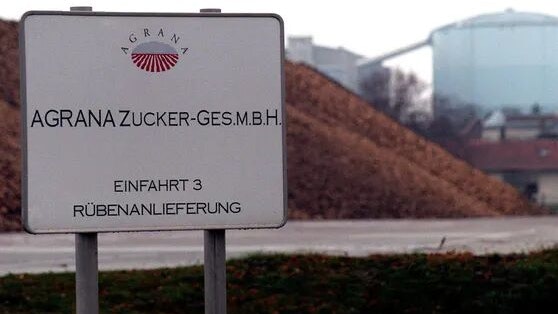 AGRANA
AGRANA ZUCKER-GES.M.B.H.
EINFAHRT 3
RÜBENANLIEFERUNG